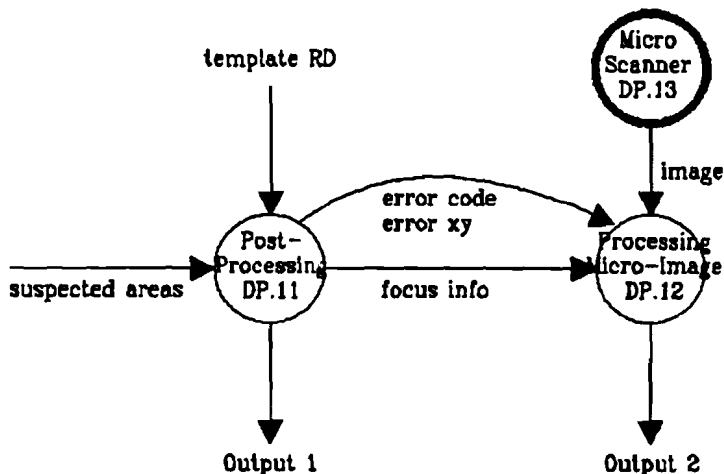 template RD
Micro
Scanner
DP.13
image
error code
error xy
Post-
Processing
DP.11
Processing
Micro-Image
DP.12
suspected areas
focus info
Output 1
Output 2